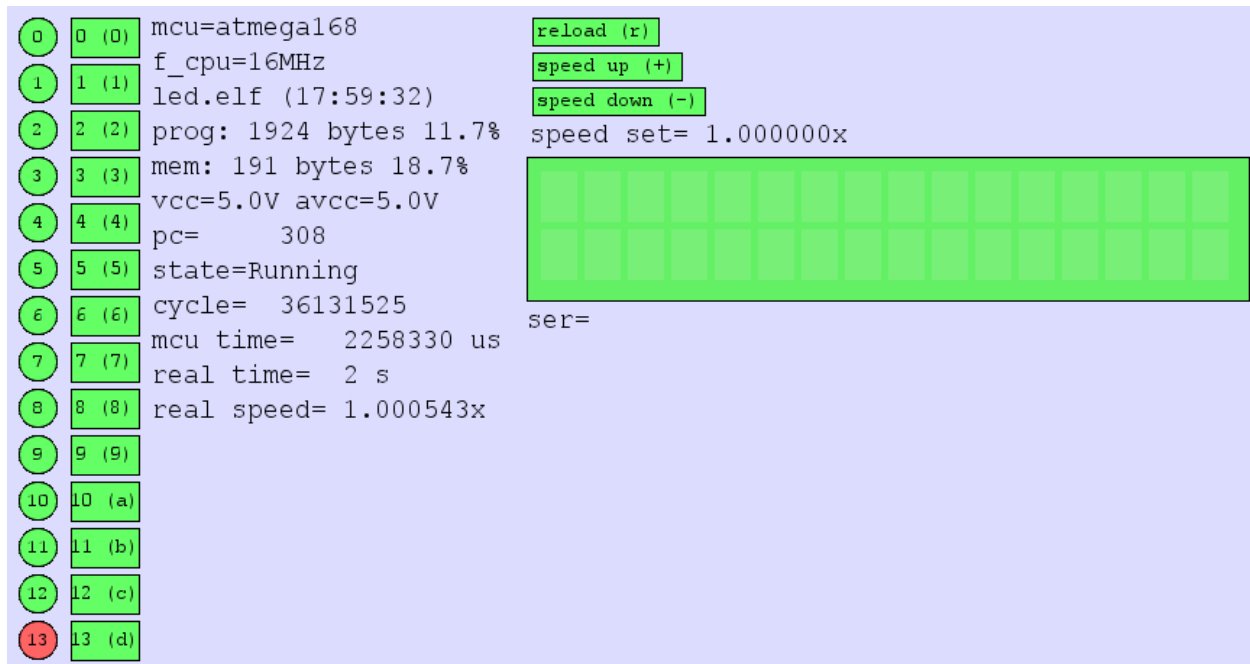 0 0 (0)
1 1 (1)
2 2 (2)
3 3 (3)
4 4 (4)
5 5 (5)
6 6 (6)
7 7 (7)
8 8 (8)
9 9 (9)
10 10 (a)
11 11 (b)
12 12 (c)
13 13 (d)
mcu=atmega168
f_cpu=16MHz
led.elf (17:59:32)
prog: 1924 bytes 11.7%
mem: 191 bytes 18.7%
vcc=5.0V avcc=5.0V
pc= 308
state=Running
cycle= 36131525
mcu time= 2258330 us
real time= 2 s
real speed= 1.000543x
reload (r)
speed up (+)
speed down (-)
speed set= 1.000000x
ser=